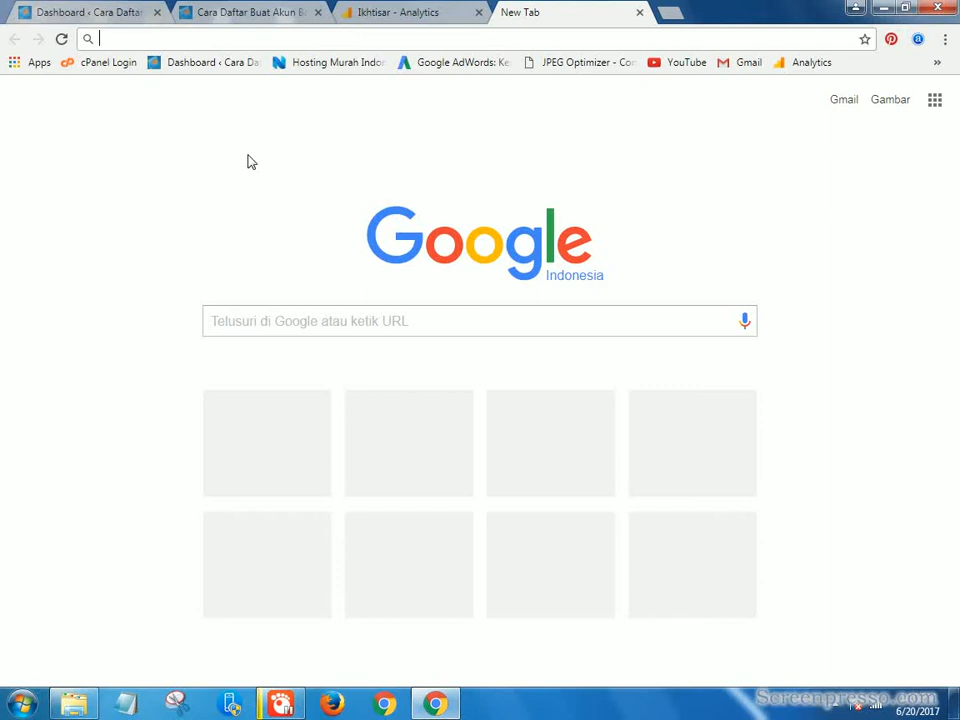 Dashboard ‹ Cara Daftar
Cara Daftar Buat Akun B
Ikhtisar - Analytics
New Tab
Apps
cPanel Login
Dashboard ‹ Cara Da
Hosting Murah Indo
Google AdWords: Ke
JPEG Optimizer - Co
YouTube
Gmail
Analytics
»
Gmail
Gambar
Google
Indonesia
Telusuri di Google atau ketik URL
Screenpresso.com
6/20/2017